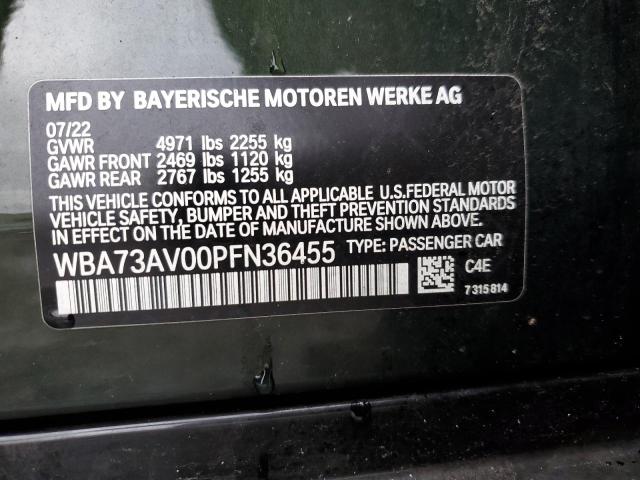 MFD BY BAYERISCHE MOTOREN WERKE AG
07/22
GVWR 4971 lbs 2255 kg
GAWR FRONT 2469 lbs 1120 kg
GAWR REAR 2767 lbs 1255 kg
THIS VEHICLE CONFORMS TO ALL APPLICABLE U.S.FEDERAL MOTOR
VEHICLE SAFETY, BUMPER AND THEFT PREVENTION STANDARDS
IN EFFECT ON THE DATE OF MANUFACTURE SHOWN ABOVE.
WBA73AV00PFN36455 TYPE: PASSENGER CAR
C4E
7 315 814